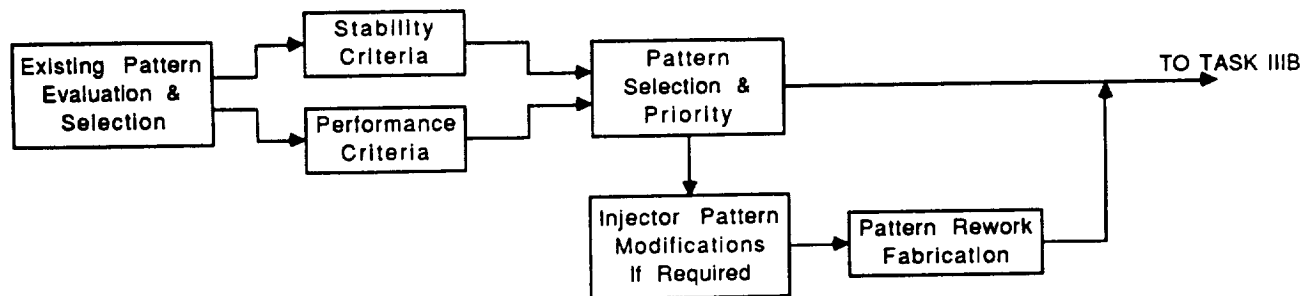 Existing Pattern
Evaluation &
Selection
Stability
Criteria
Performance
Criteria
Pattern
Selection &
Priority
TO TASK IIIB
Injector Pattern
Modifications
If Required
Pattern Rework
Fabrication